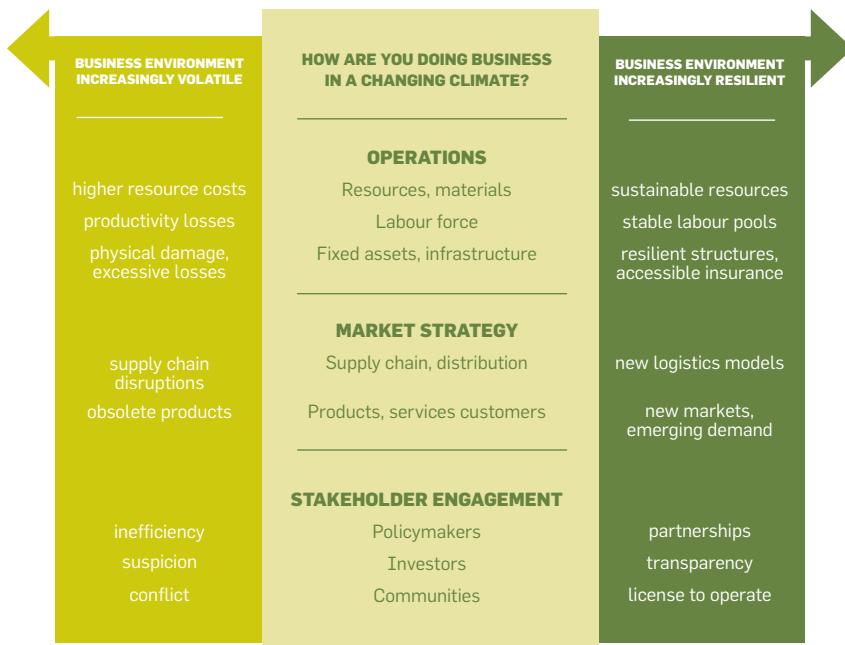 BUSINESS ENVIRONMENT
INCREASINGLY VOLATILE
higher resource costs
productivity losses
physical damage,
excessive losses
supply chain
disruptions
obsolete products
inefficiency
suspicion
conflict
HOW ARE YOU DOING BUSINESS
IN A CHANGING CLIMATE?
OPERATIONS
Resources, materials
Labour force
Fixed assets, infrastructure
MARKET STRATEGY
Supply chain, distribution
Products, services customers
STAKEHOLDER ENGAGEMENT
Policymakers
Investors
Communities
BUSINESS ENVIRONMENT
INCREASINGLY RESILIENT
sustainable resources
stable labour pools
resilient structures,
accessible insurance
new logistics models
new markets,
emerging demand
partnerships
transparency
license to operate